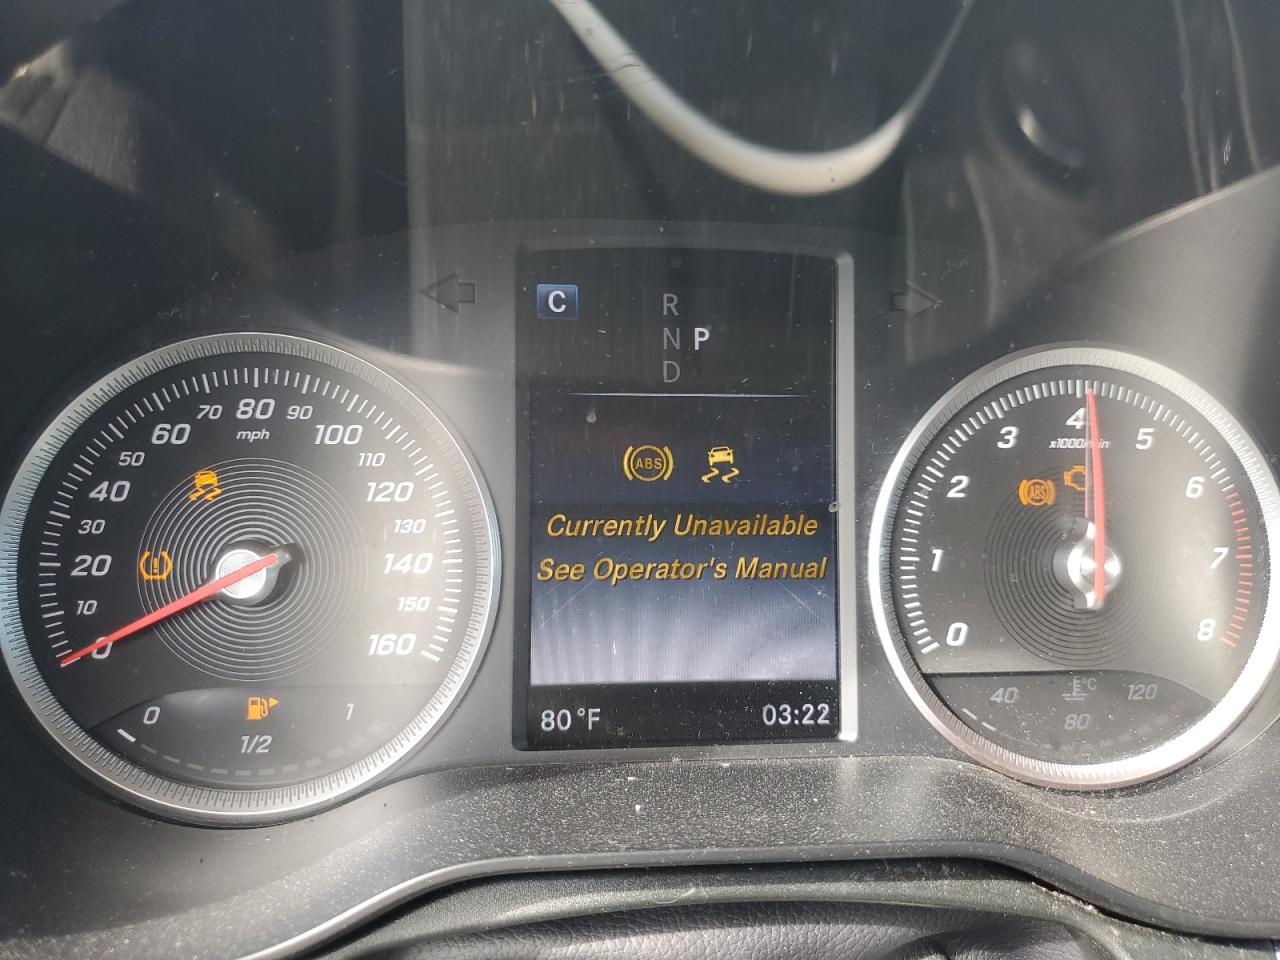 C
R
N P
D
70 80 90
60 mph 100
50 110
40 120
30 130
20 140
10 150
0 160
0 1
1/2
ABS
Currently Unavailable
See Operator's Manual
80°F 03:22
4
3 x1000/min 5
2 ABS 6
1 7
0 8
40 °C 120
80